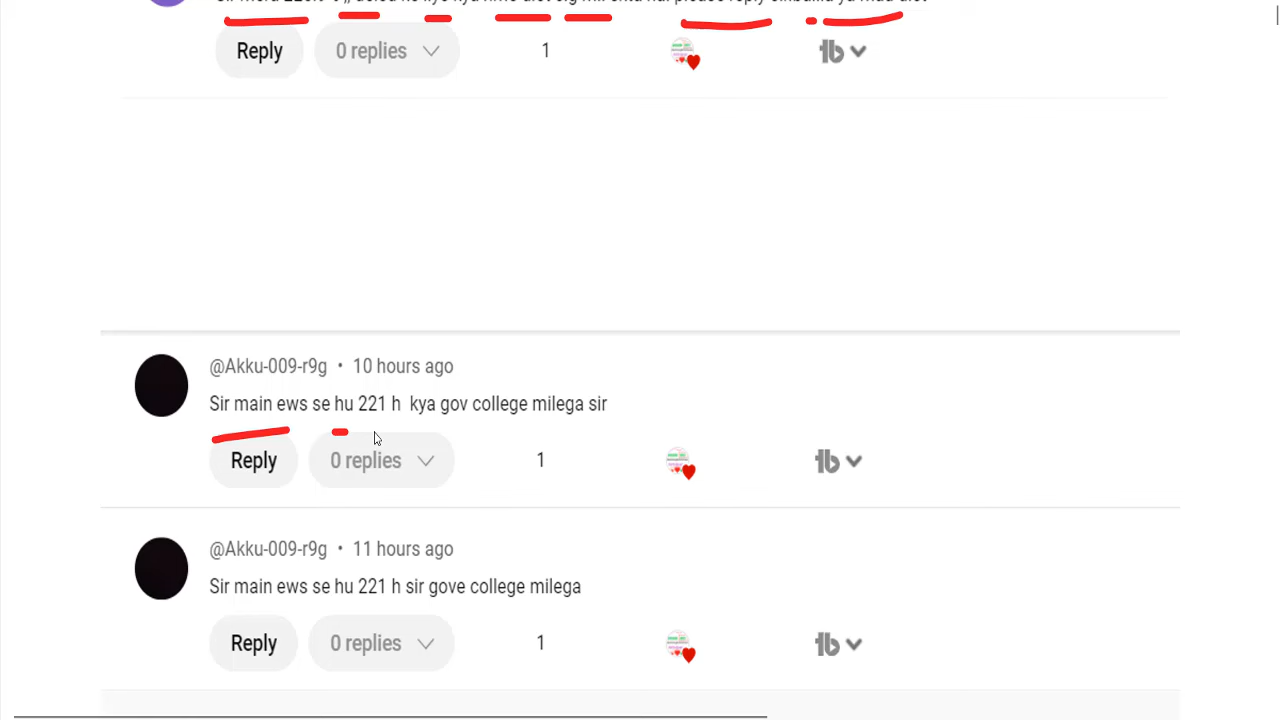 Reply
0 replies
1
@Akku-009-r9g • 10 hours ago
Sir main ews se hu 221 h kya gov college milega sir
Reply
0 replies
1
@Akku-009-r9g • 11 hours ago
Sir main ews se hu 221 h sir gove college milega
Reply
0 replies
1